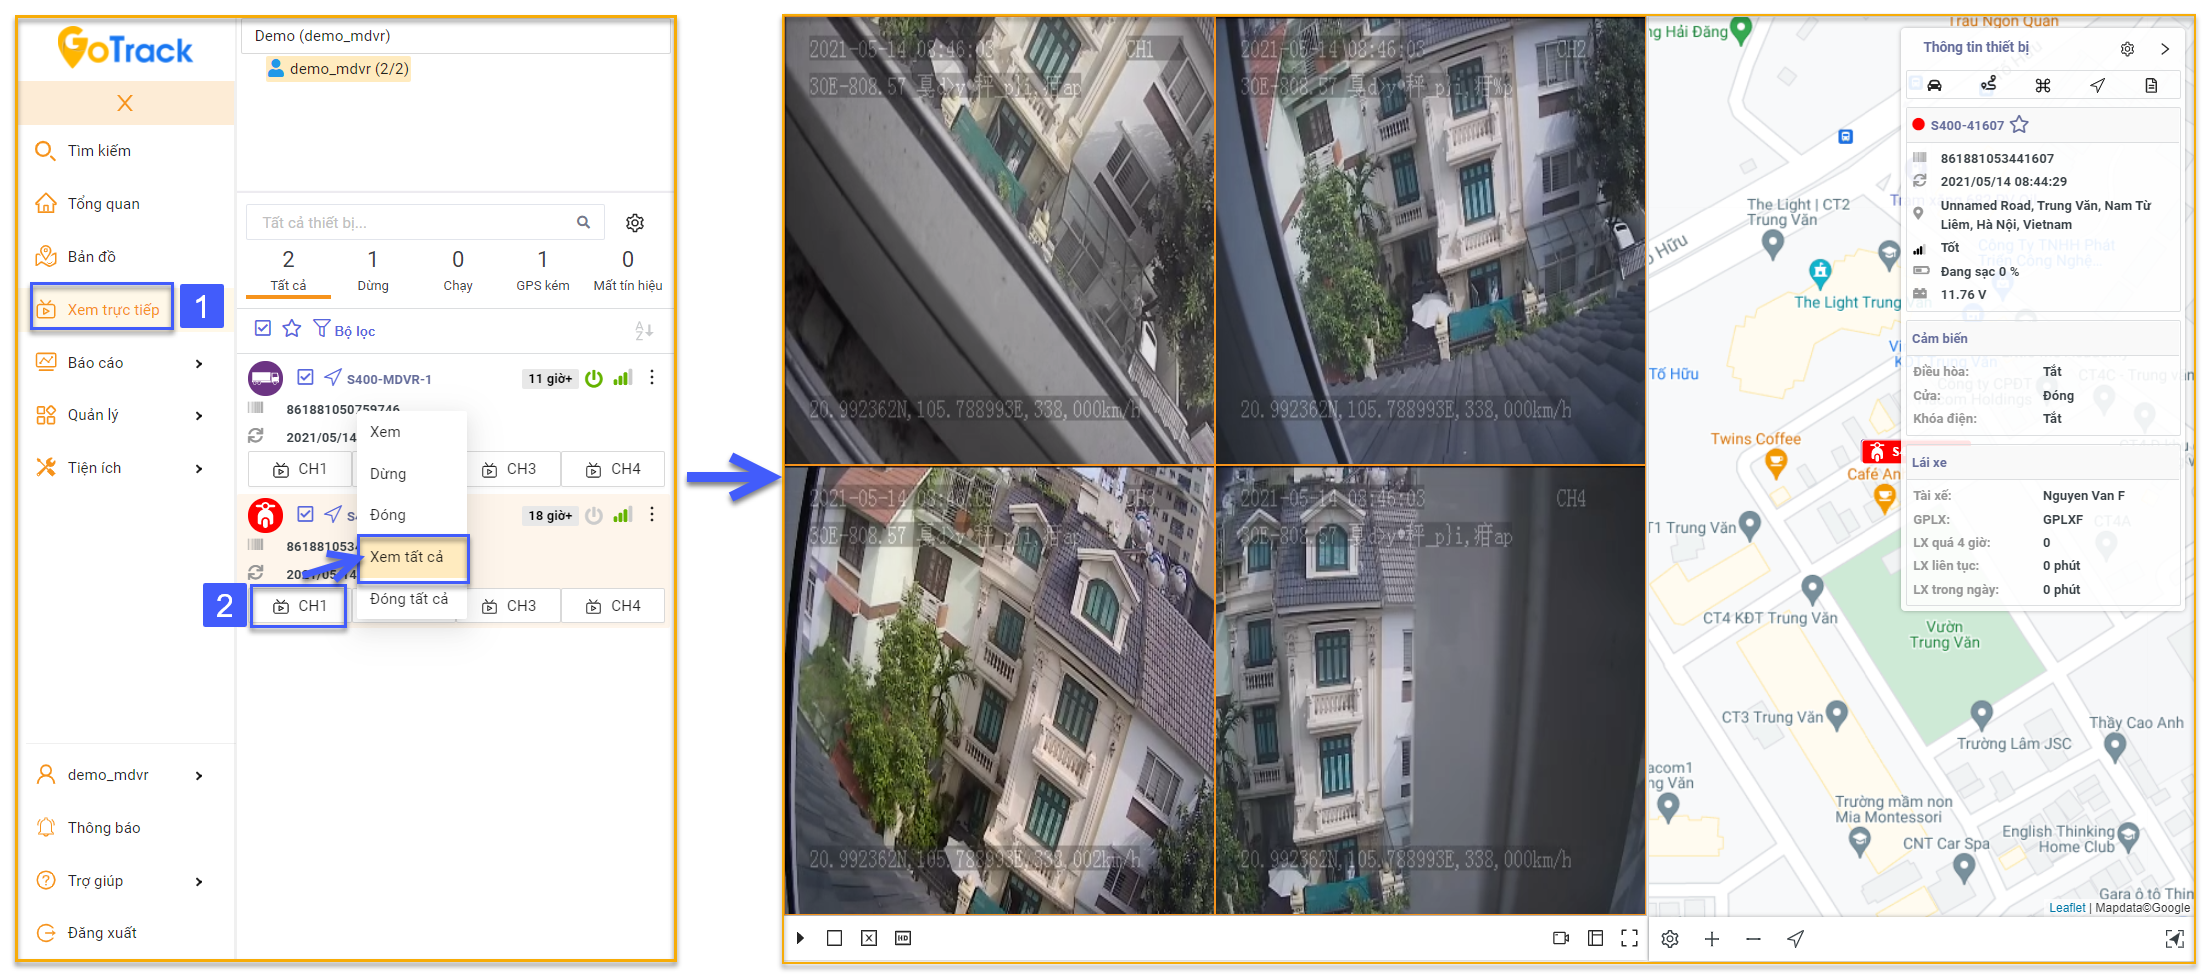 GoTrack
X
Tìm kiếm
Tổng quan
Bản đồ
Xem trực tiếp
1
Báo cáo
Quản lý
Tiện ích
demo_mdvr
Thông báo
Trợ giúp
Đăng xuất
Demo (demo_mdvr)
demo_mdvr (2/2)
Tất cả thiết bị...
2 1 0 1 0
Tất cả Dừng Chạy GPS kém Mất tín hiệu
Bộ lọc
S400-MDVR-1 11 giờ+
861881050759746
2021/05/14
CH1 CH3 CH4
18 giờ+
8618810534
2021/05/14
2 CH1 CH3 CH4
Xem
Dừng
Đóng
Xem tất cả
Đóng tất cả
2021-05-14 08:46:03 CH1
30E-808.57
20.992362N,105.788993E,338,000km/h
2021-05-14 08:46:03 CH2
30E-808.57
20.992362N,105.788993E,338,000km/h
2021-05-14 08:46:03 CH3
30E-808.57
20.992362N,105.788993E,338,002km/h
2021-05-14 08:46:03 CH4
30E-808.57
20.992362N,105.788993E,338,000km/h
HD
Trâu Ngon Quán
ng Hải Đăng
The Light | CT2
Trung Văn
ố Hữu
The Light Trung
Tố Hữu
Twins Coffee
Café An
T1 Trung Văn
CT4 KĐT Trung Văn
Vườn
Trung Văn
CT3 Trung Văn
Thầy Cao Anh
Trường Lâm JSC
acom1
ng Văn
Trường mầm non
Mia Montessori
English Thinking
Home Club
CNT Car Spa
Gara ô tô Thin
Leaflet | Mapdata©Google
Thông tin thiết bị
S400-41607
861881053441607
2021/05/14 08:44:29
Unnamed Road, Trung Văn, Nam Từ
Liêm, Hà Nội, Vietnam
Tốt
Đang sạc 0 %
11.76 V
Cảm biến
Điều hòa: Tắt
Cửa: Đóng
Khóa điện: Tắt
Lái xe
Tài xế: Nguyen Van F
GPLX: GPLXF
LX quá 4 giờ: 0
LX liên tục: 0 phút
LX trong ngày: 0 phút